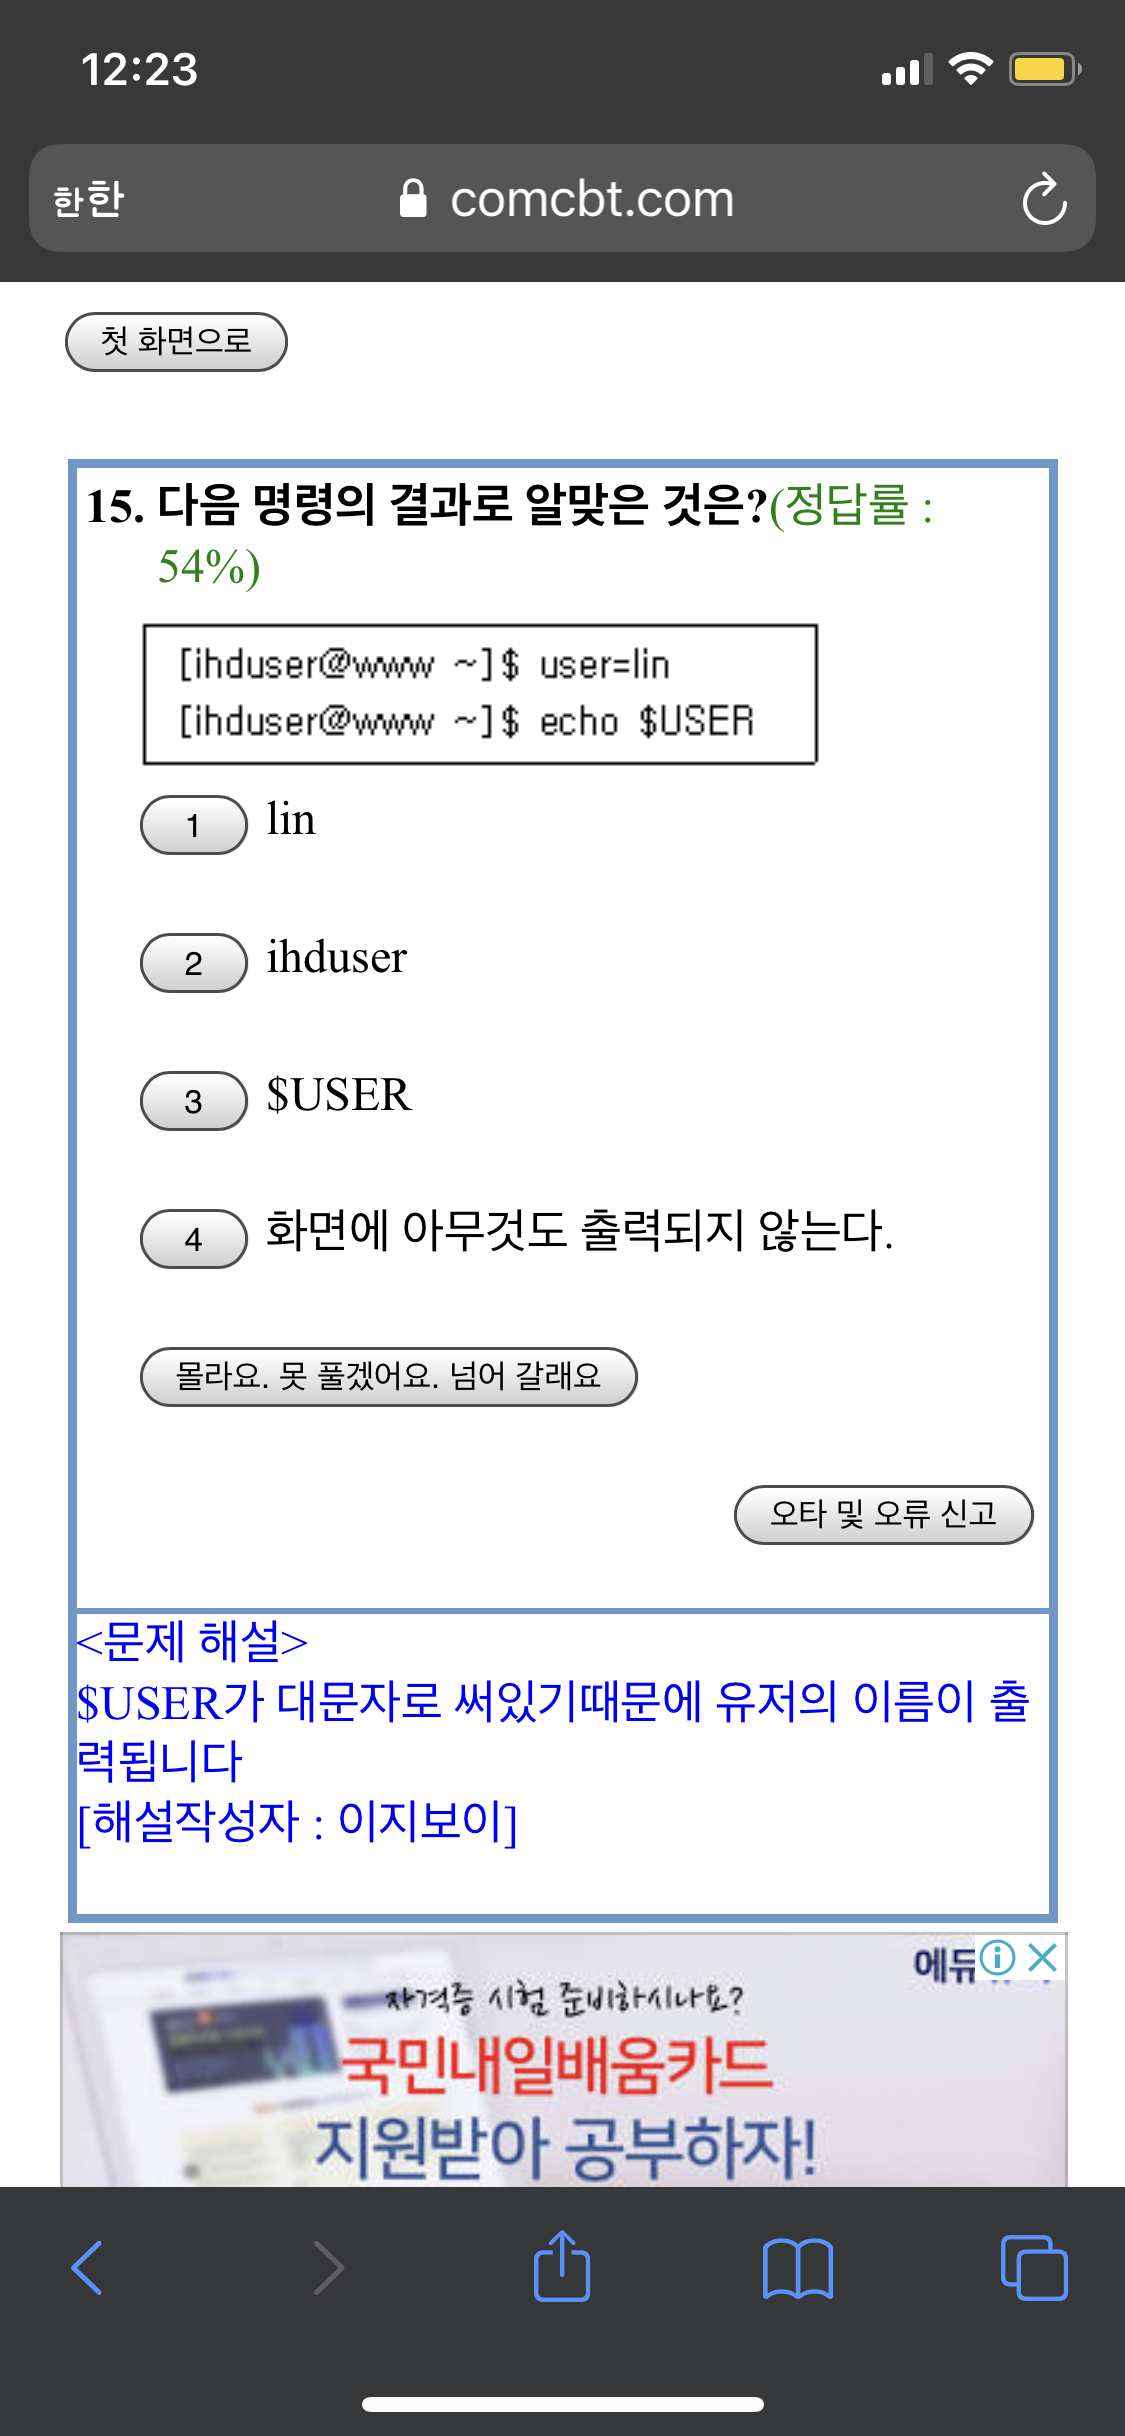 12:23
한한 comcbt.com
첫 화면으로
15. 다음 명령의 결과로 알맞은 것은?(정답률 :
54%)
[ihduser@www ~]$ user=lin
[ihduser@www ~]$ echo $USER
1 lin
2 ihduser
3 $USER
4 화면에 아무것도 출력되지 않는다.
몰라요. 못 풀겠어요. 넘어 갈래요
오타 및 오류 신고
<문제 해설>
$USER가 대문자로 써있기때문에 유저의 이름이 출
력됩니다
[해설작성자 : 이지보이]
자격증 시험 준비하시나요?
국민내일배움카드
지원받아 공부하자!